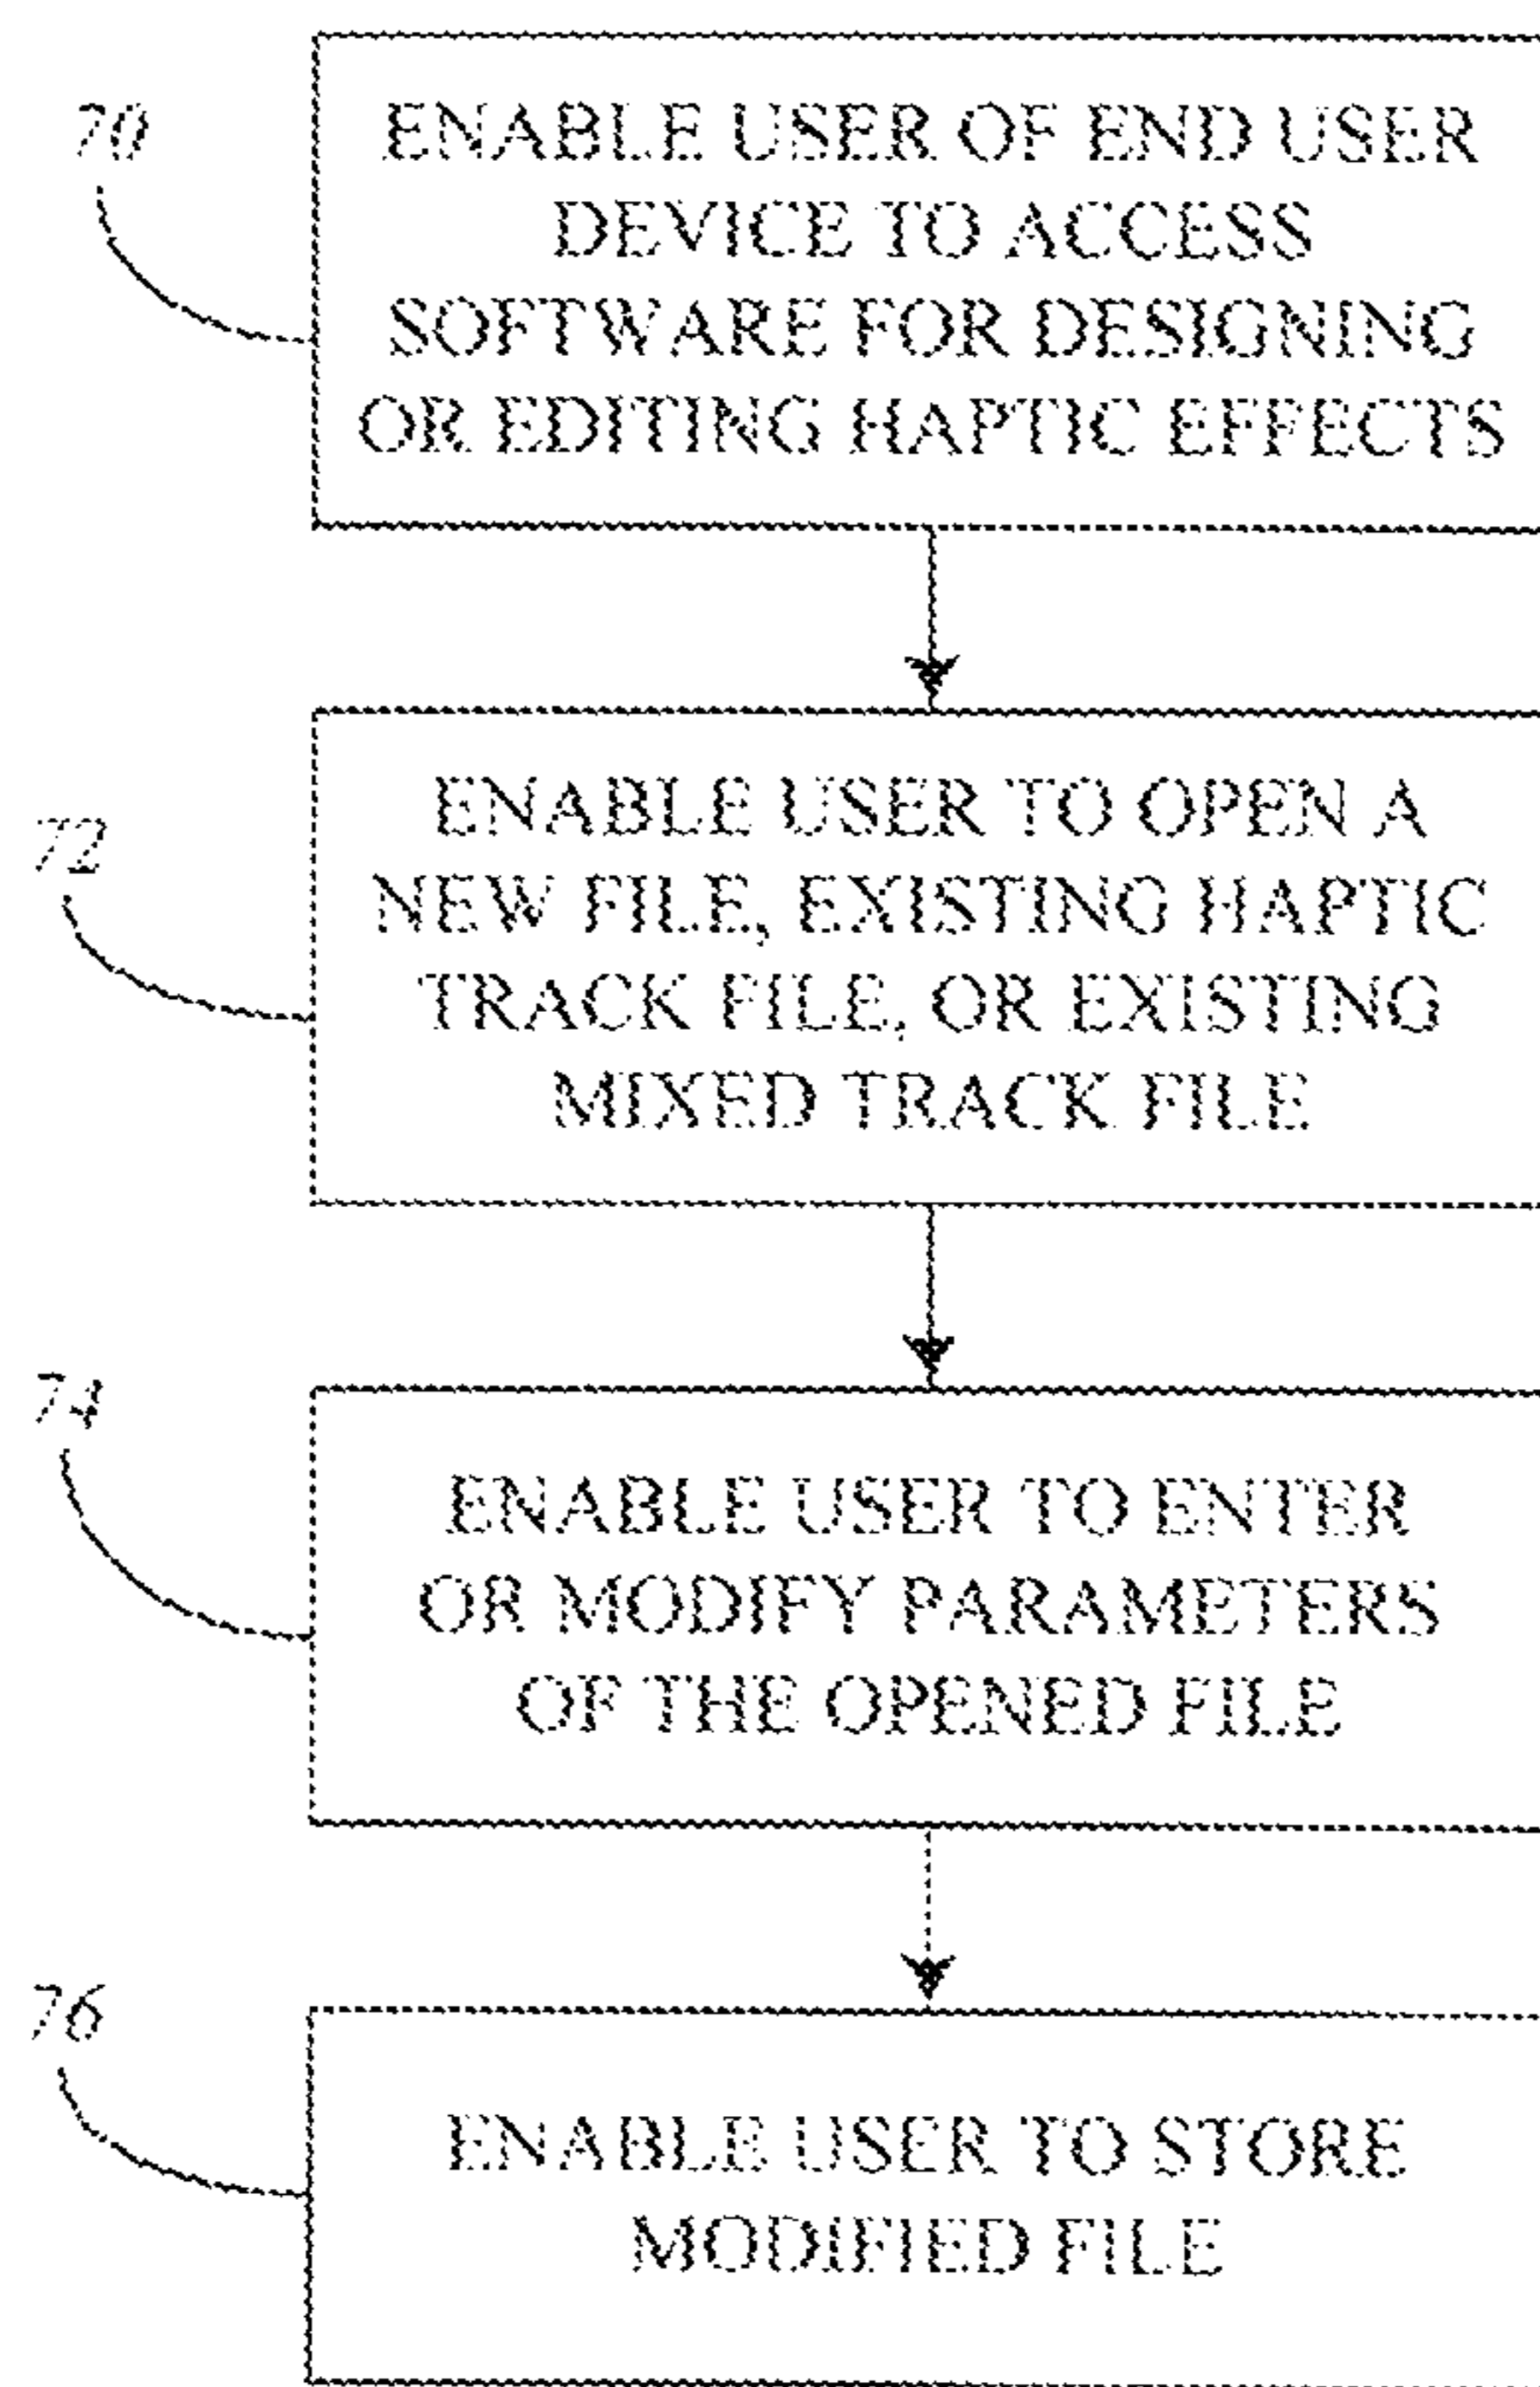 70
ENABLE USER OF END USER
DEVICE TO ACCESS
SOFTWARE FOR DESIGNING
OR EDITING HAPTIC EFFECTS
72
ENABLE USER TO OPEN A
NEW FILE, EXISTING HAPTIC
TRACK FILE, OR EXISTING
MIXED TRACK FILE
74
ENABLE USER TO ENTER
OR MODIFY PARAMETERS
OF THE OPENED FILE
76
ENABLE USER TO STORE
MODIFIED FILE